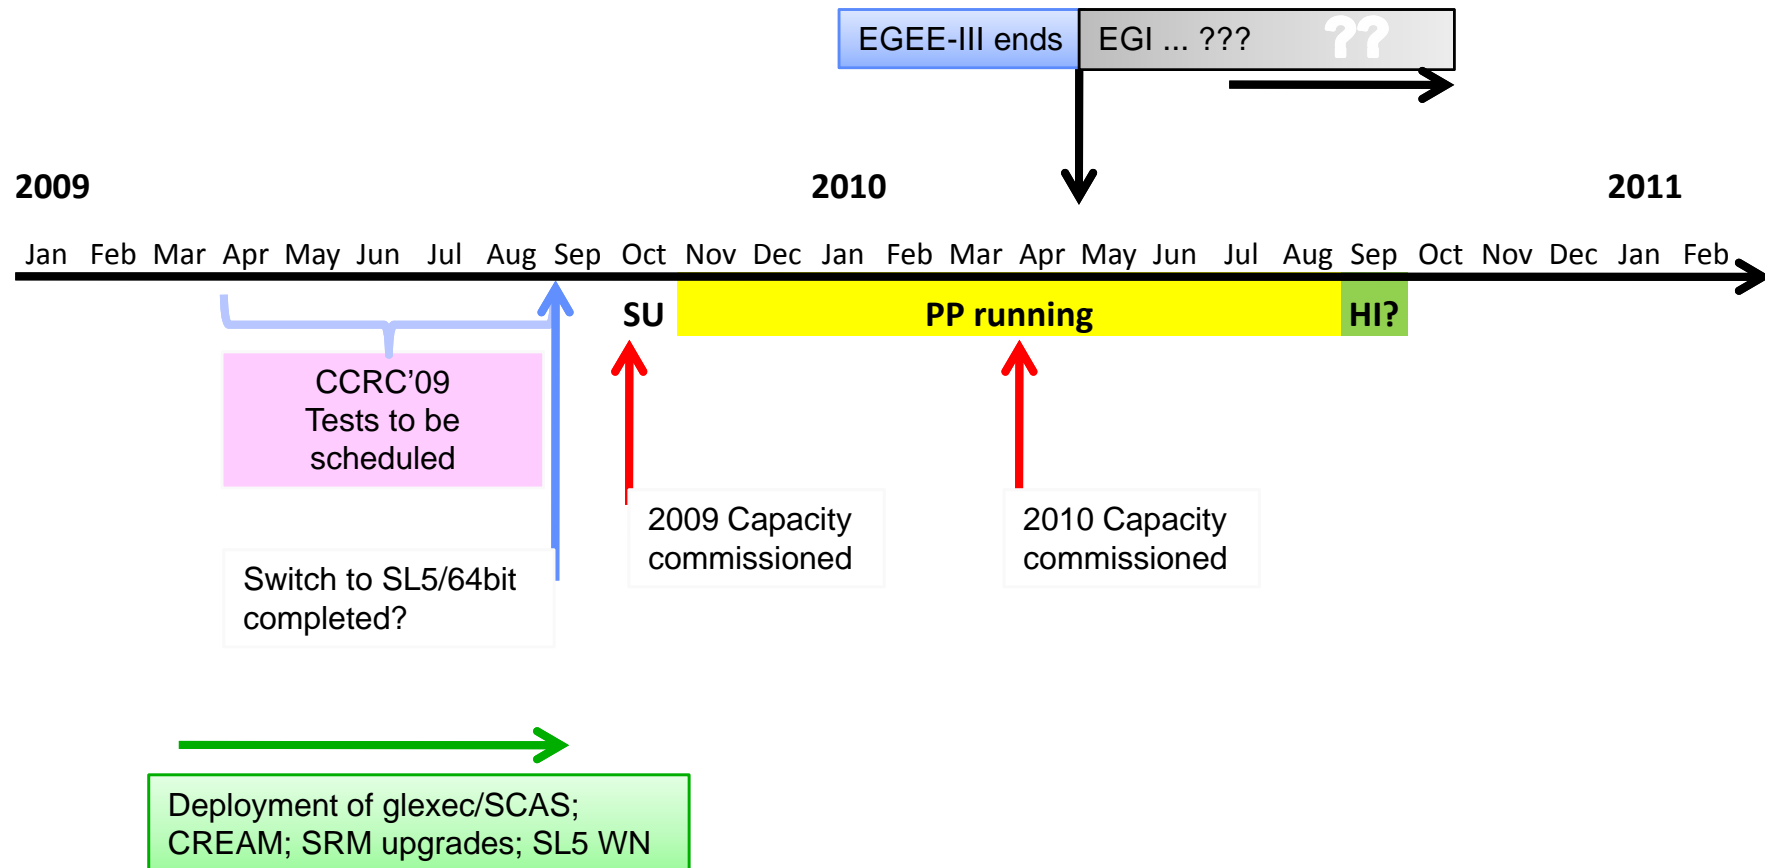 EGEE-III ends EGI ... ??? ??
2009 2010 2011
Jan Feb Mar Apr May Jun Jul Aug Sep Oct Nov Dec Jan Feb Mar Apr May Jun Jul Aug Sep Oct Nov Dec Jan Feb
SU PP running HI?
CCRC’09
Tests to be
scheduled
2009 Capacity
commissioned
2010 Capacity
commissioned
Switch to SL5/64bit
completed?
Deployment of glexec/SCAS;
CREAM; SRM upgrades; SL5 WN